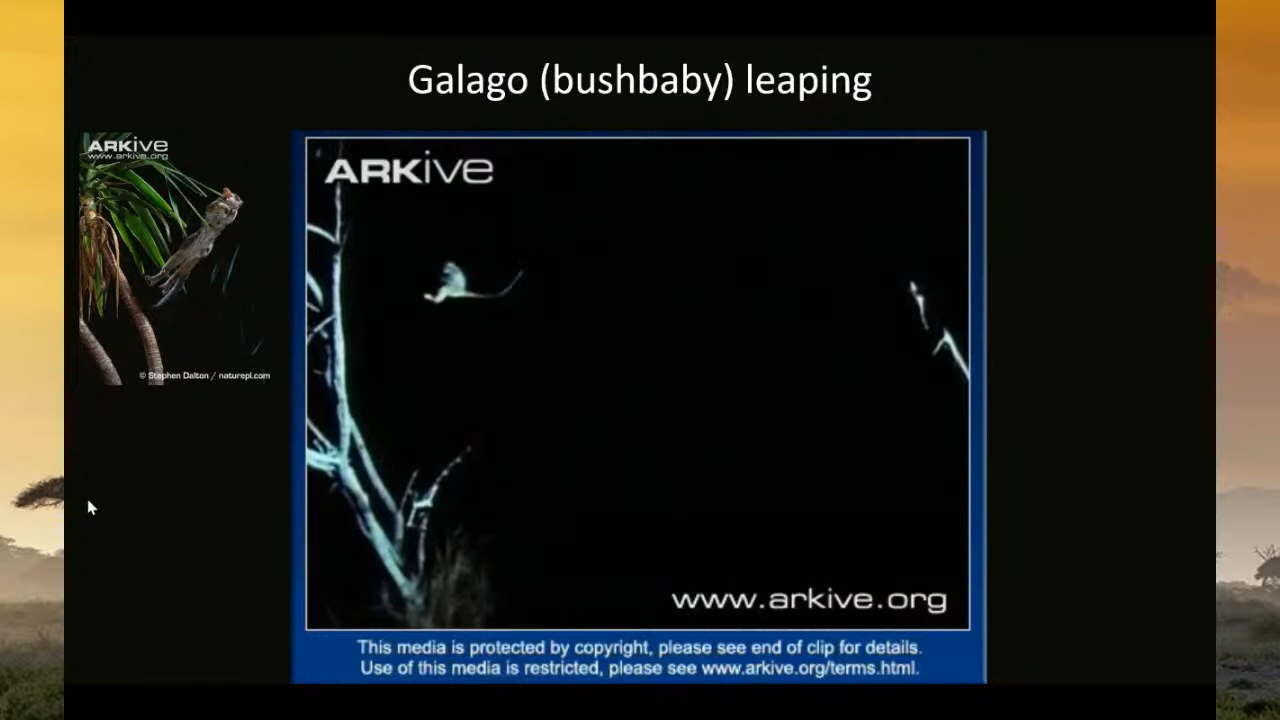 Galago (bushbaby) leaping
ARKive
www.arkive.org
© Stephen Dalton / naturepl.com
ARKive
www.arkive.org
This media is protected by copyright, please see end of clip for details.
Use of this media is restricted, please see www.arkive.org/terms.html.